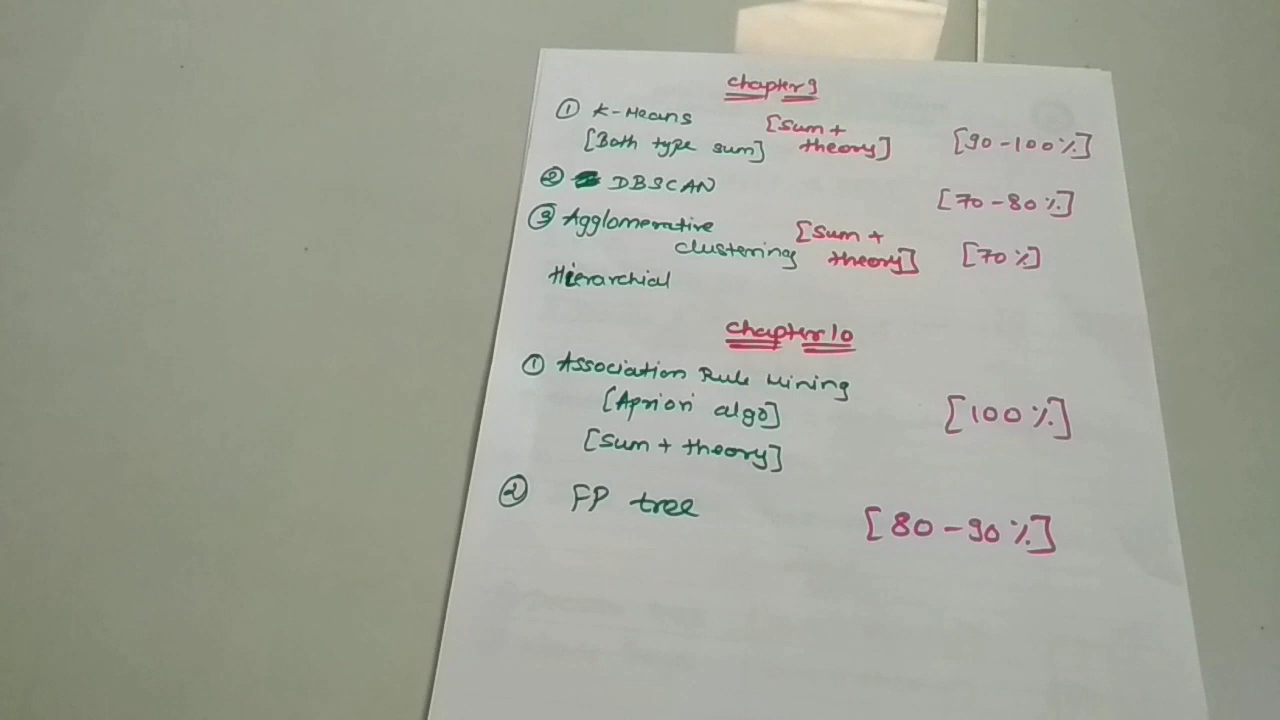 Chapter 9
① K-Means [Sum + theory] [90-100%]
[Both type sum]
② DBSCAN [70-80%]
③ Agglomerative clustering [Sum + theory] [70%]
Hierarchial
Chapter 10
① Association Rule Mining
[Apriori algo] [100%]
[Sum + theory]
② FP tree [80-90%]